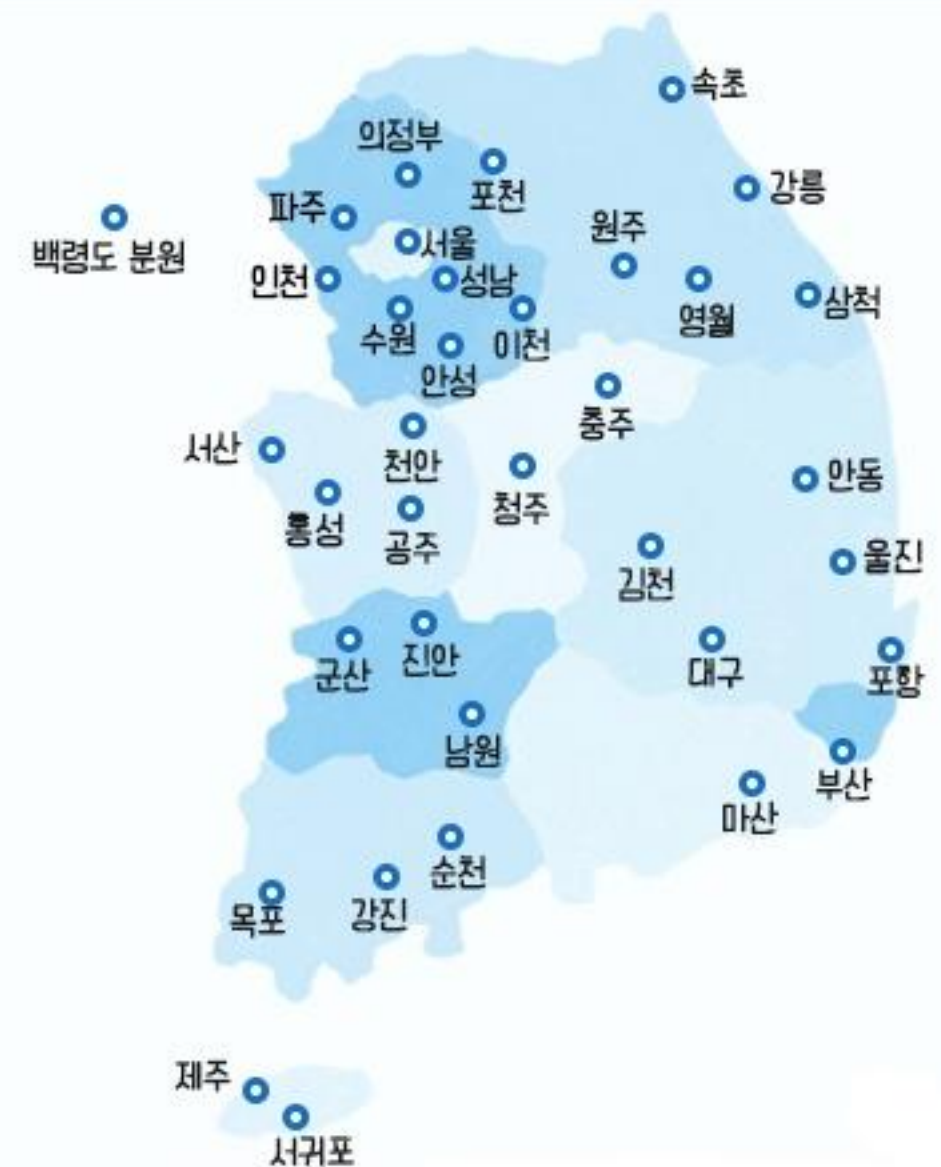 속초
의정부
포천
강릉
파주
백령도 분원
서울
원주
인천
성남
영월
삼척
수원
이천
안성
충주
서산
천안
안동
청주
홍성
공주
울진
김천
군산
진안
대구
포항
남원
부산
마산
순천
목포
강진
제주
서귀포